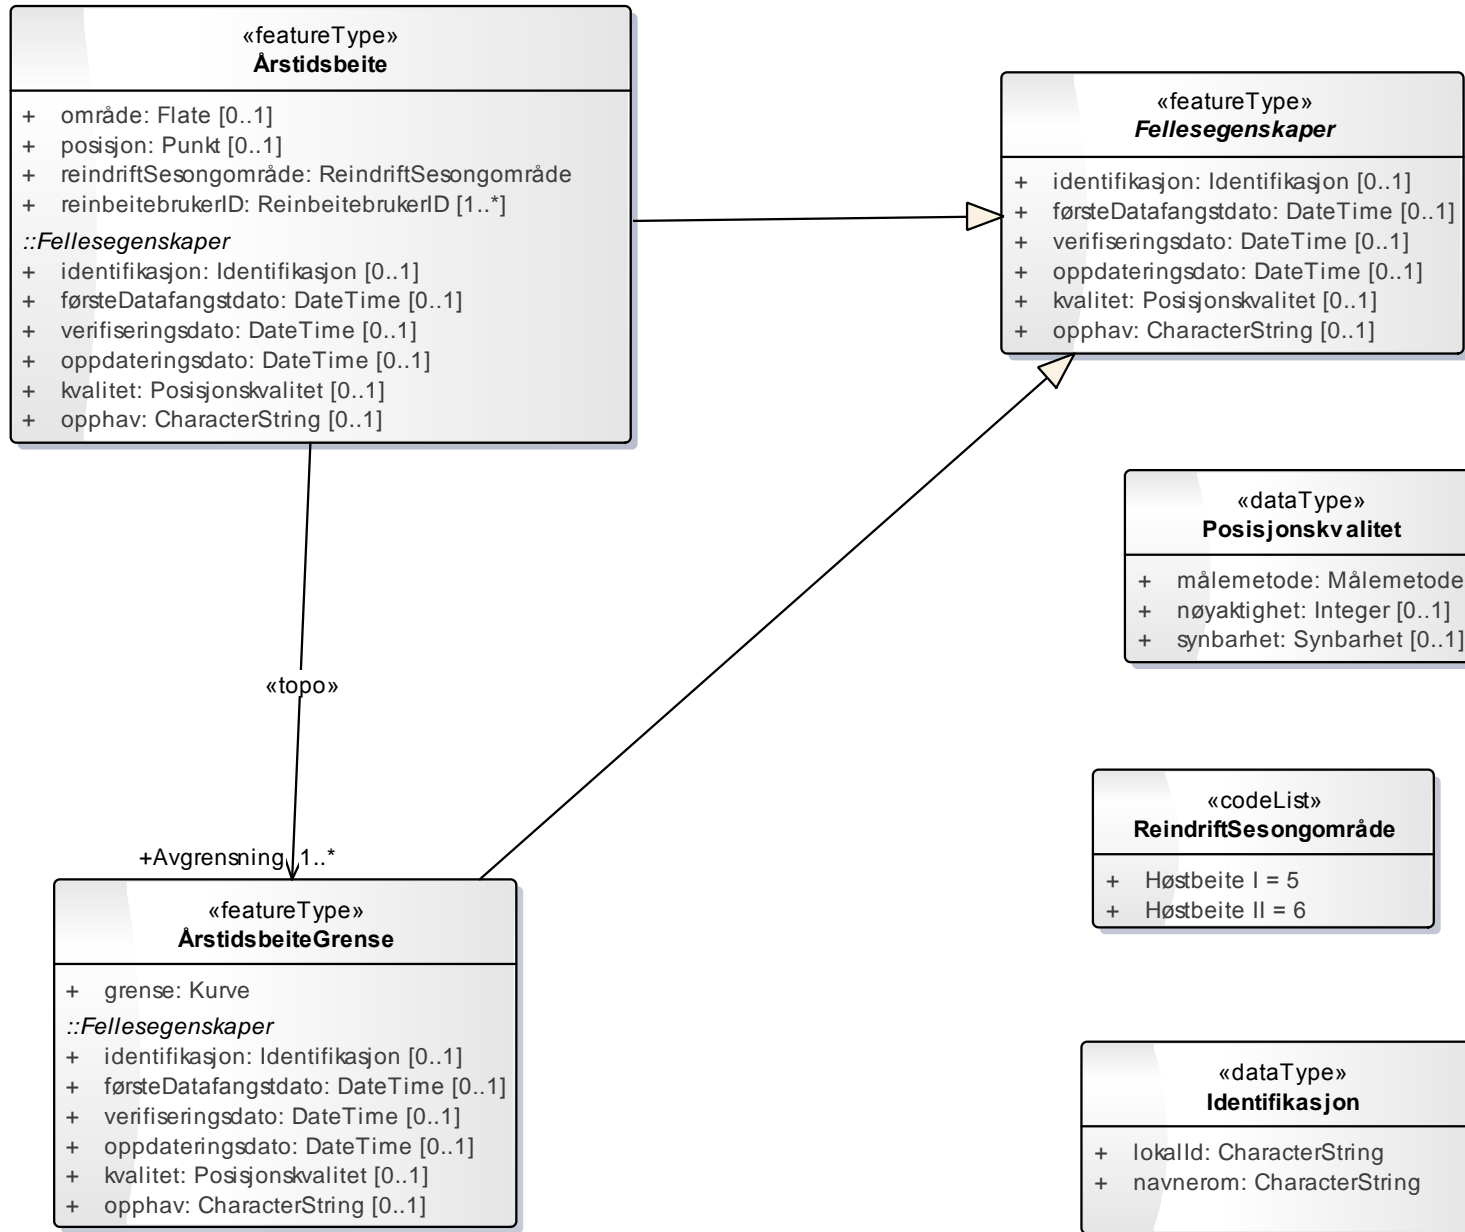 «featureType»
Årstidsbeite
+ område: Flate [0..1]
+ posisjon: Punkt [0..1]
+ reindriftSesongområde: ReindriftSesongområde
+ reinbeitebrukerID: ReinbeitebrukerID [1..*]
::Fellesegenskaper
+ identifikasjon: Identifikasjon [0..1]
+ førsteDatafangstdato: DateTime [0..1]
+ verifiseringsdato: DateTime [0..1]
+ oppdateringsdato: DateTime [0..1]
+ kvalitet: Posisjonskvalitet [0..1]
+ opphav: CharacterString [0..1]
«featureType»
Fellesegenskaper
+ identifikasjon: Identifikasjon [0..1]
+førsteDatafangstdato: DateTime [0..1]
+ verifiseringsdato: DateTime [0..1]
+ oppdateringsdato: DateTime [0..1]
+ kvalitet: Posisjonskvalitet [0..1]
+ opphav: CharacterString [0..1]
«dataType»
Posisjonskvalitet
+ målemetode: Målemetode
+ nøyaktighet: Integer [0..1]
+ synbarhet: Synbarhet [0..1]
«topo»
+Avgrensning 1..*
«featureType»
ÅrstidsbeiteGrense
+ grense: Kurve
::Fellesegenskaper
+ identifikasjon: Identifikasjon [0..1]
+ førsteDatafangstdato: DateTime [0..1]
+ verifiseringsdato: DateTime [0..1]
+ oppdateringsdato: DateTime [0..1]
+ kvalitet: Posisjonskvalitet [0..1]
+ opphav: CharacterString [0..1]
«codeList»
ReindriftSesongområde
+ Høstbeite I = 5
+ Høstbeite II = 6
«dataType»
Identifikasjon
+ lokalId: CharacterString
+ navnerom: CharacterString